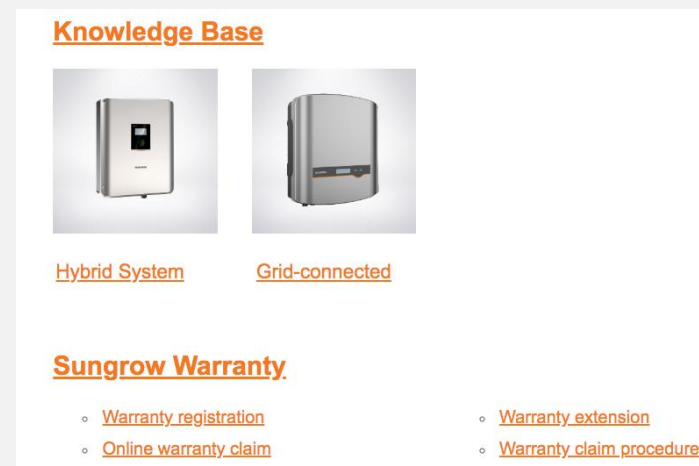 Knowledge Base
Hybrid System
Grid-connected
Sungrow Warranty
Warranty registration
Warranty extension
Online warranty claim
Warranty claim procedure